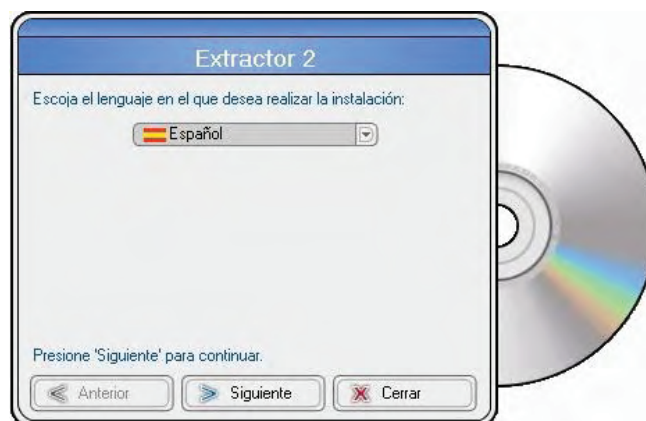 Extractor 2
Escoja el lenguaje en el que desea realizar la instalación:
Español
Presione 'Siguiente' para continuar.
Anterior Siguiente Cerrar